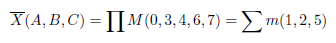 X̅(A, B, C) = ∏ M(0, 3, 4, 6, 7) = ∑ m(1, 2, 5)